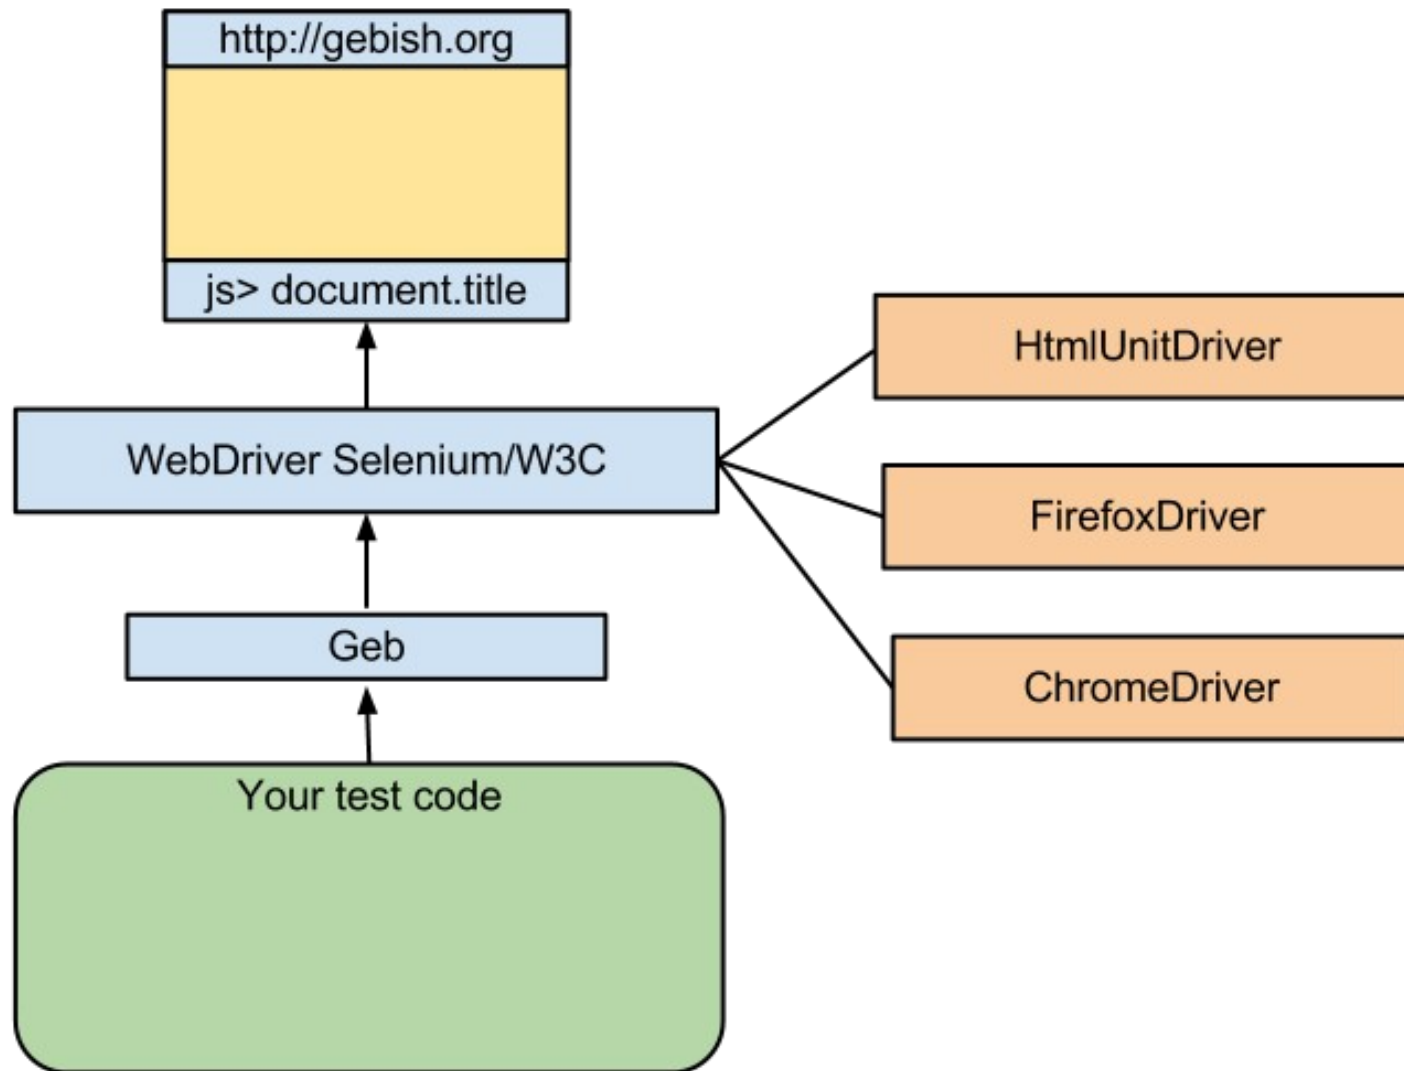 http://gebish.org
js> document.title
WebDriver Selenium/W3C
HtmlUnitDriver
FirefoxDriver
ChromeDriver
Geb
Your test code